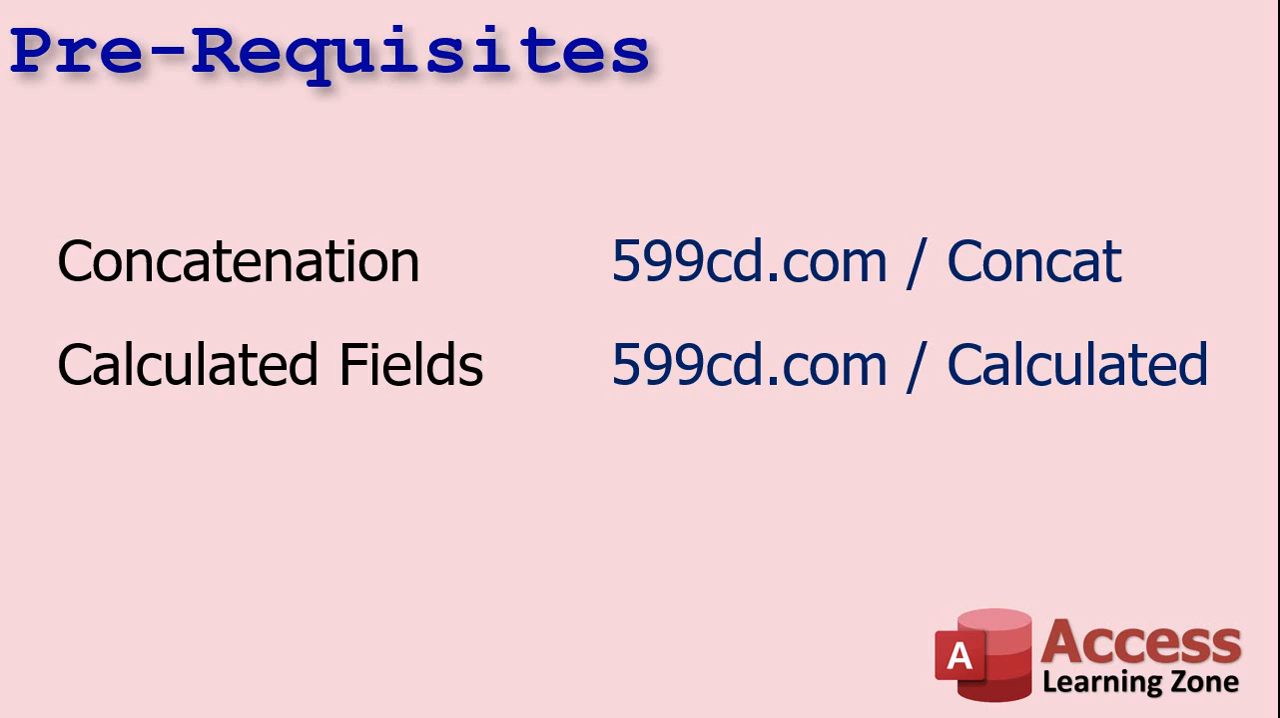 Pre-Requisites
Concatenation 599cd.com / Concat
Calculated Fields 599cd.com / Calculated
A Access
Learning Zone